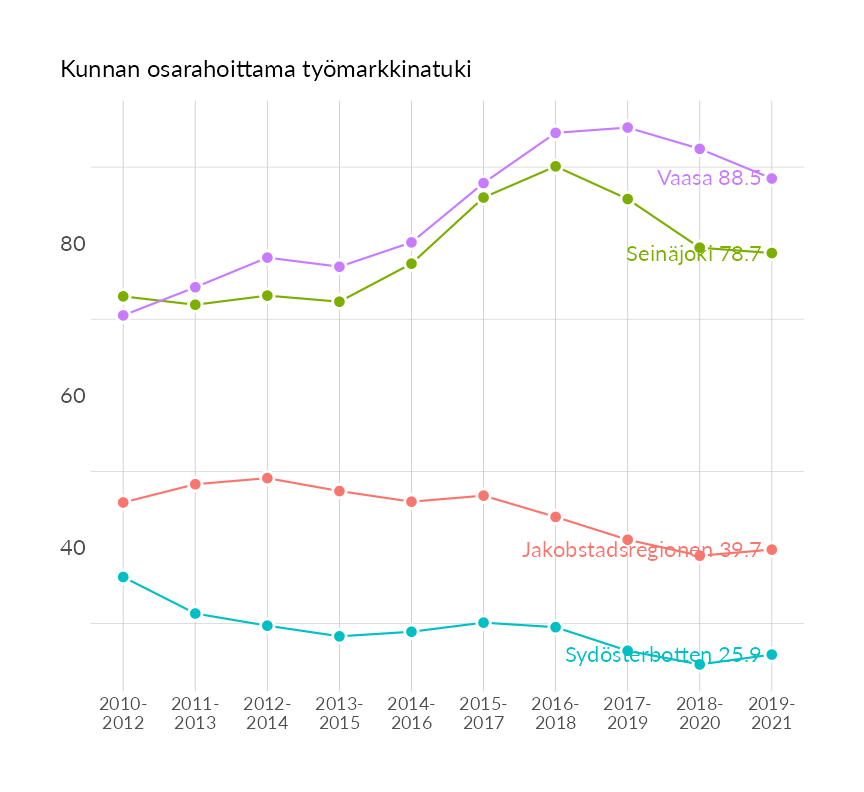 Kunnan osarahoittama työmarkkinatuki
Vaasa 88.5
80
Seinäjoki 78.7
60
40
Jakobstadsregionen 39.7
Sydösterbotten 25.9
2010- 2011- 2012- 2013- 2014- 2015- 2016- 2017- 2018- 2019-
2012 2013 2014 2015 2016 2017 2018 2019 2020 2021